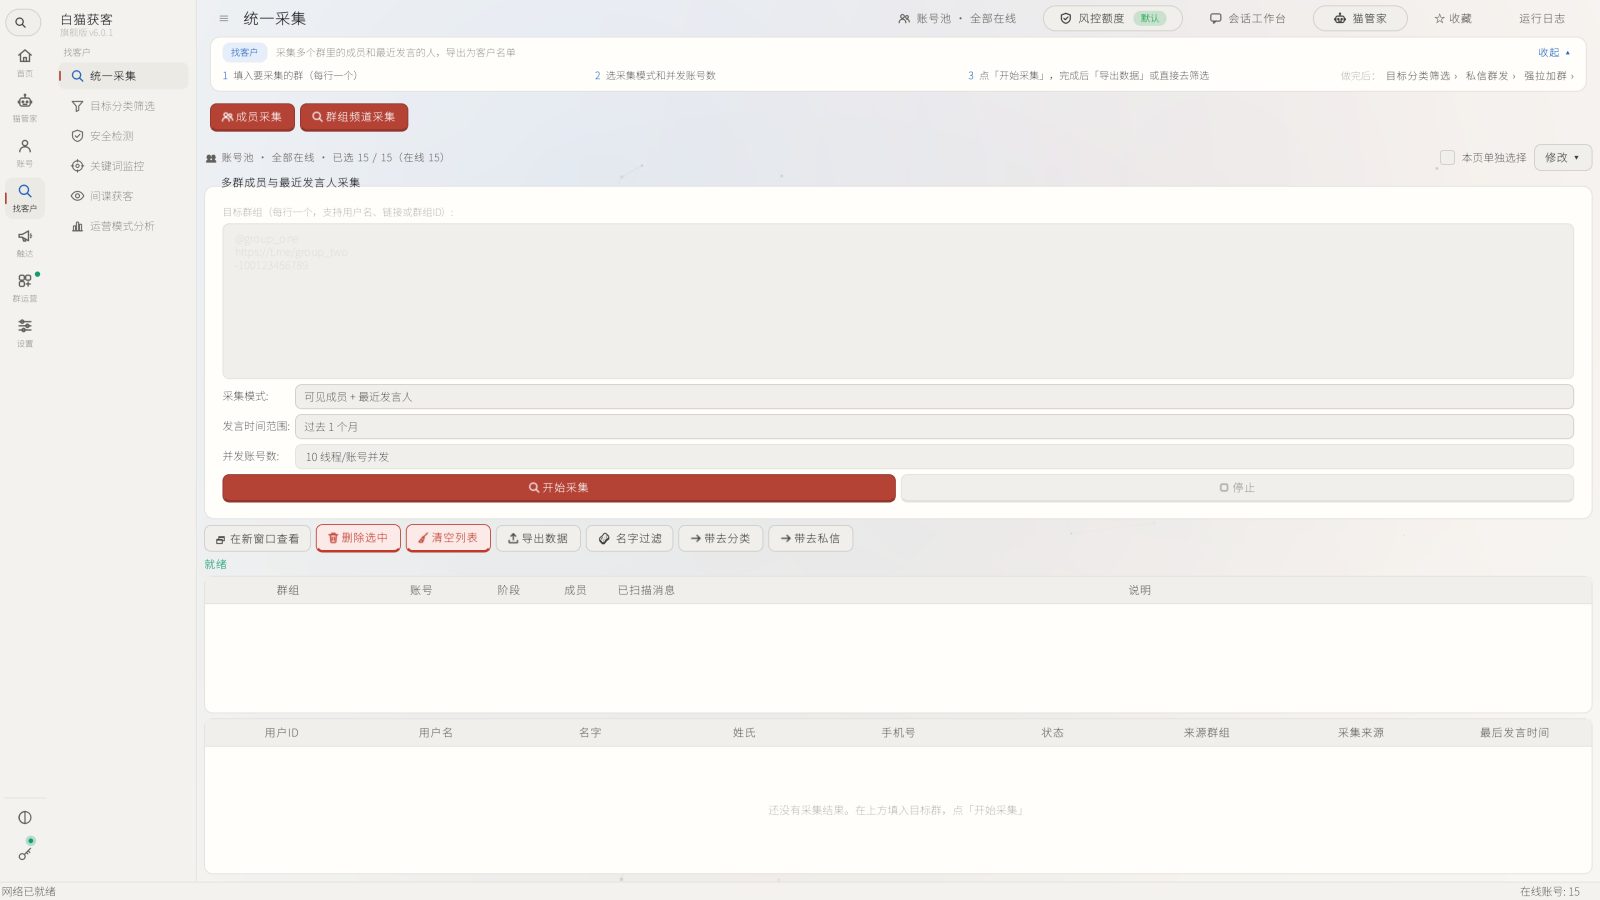 白猫获客
旗舰版 v6.0.1
首页
猫管家
账号
找客户
触达
群运营
设置
找客户
统一采集
目标分类筛选
安全检测
关键词监控
间谍获客
运营模式分析
统一采集
账号池 · 全部在线
风控额度 默认
会话工作台
猫管家
收藏
运行日志
找客户 采集多个群里的成员和最近发言的人，导出为客户名单
收起
1 填入要采集的群（每行一个）
2 选采集模式和并发账号数
3 点「开始采集」，完成后「导出数据」或直接去筛选
做完后： 目标分类筛选 › 私信群发 › 强拉加群 ›
成员采集
群组频道采集
账号池 · 全部在线 · 已选 15 / 15（在线 15）
本页单独选择
修改
多群成员与最近发言人采集
目标群组（每行一个，支持用户名、链接或群组ID）:
@group_one
https://t.me/group_two
-100123456789
采集模式: 可见成员 + 最近发言人
发言时间范围: 过去 1 个月
并发账号数: 10 线程/账号并发
开始采集
停止
在新窗口查看
删除选中
清空列表
导出数据
名字过滤
带去分类
带去私信
就绪
群组 账号 阶段 成员 已扫描消息 说明
用户ID 用户名 名字 姓氏 手机号 状态 来源群组 采集来源 最后发言时间
还没有采集结果。在上方填入目标群，点「开始采集」
网络已就绪
在线账号: 15